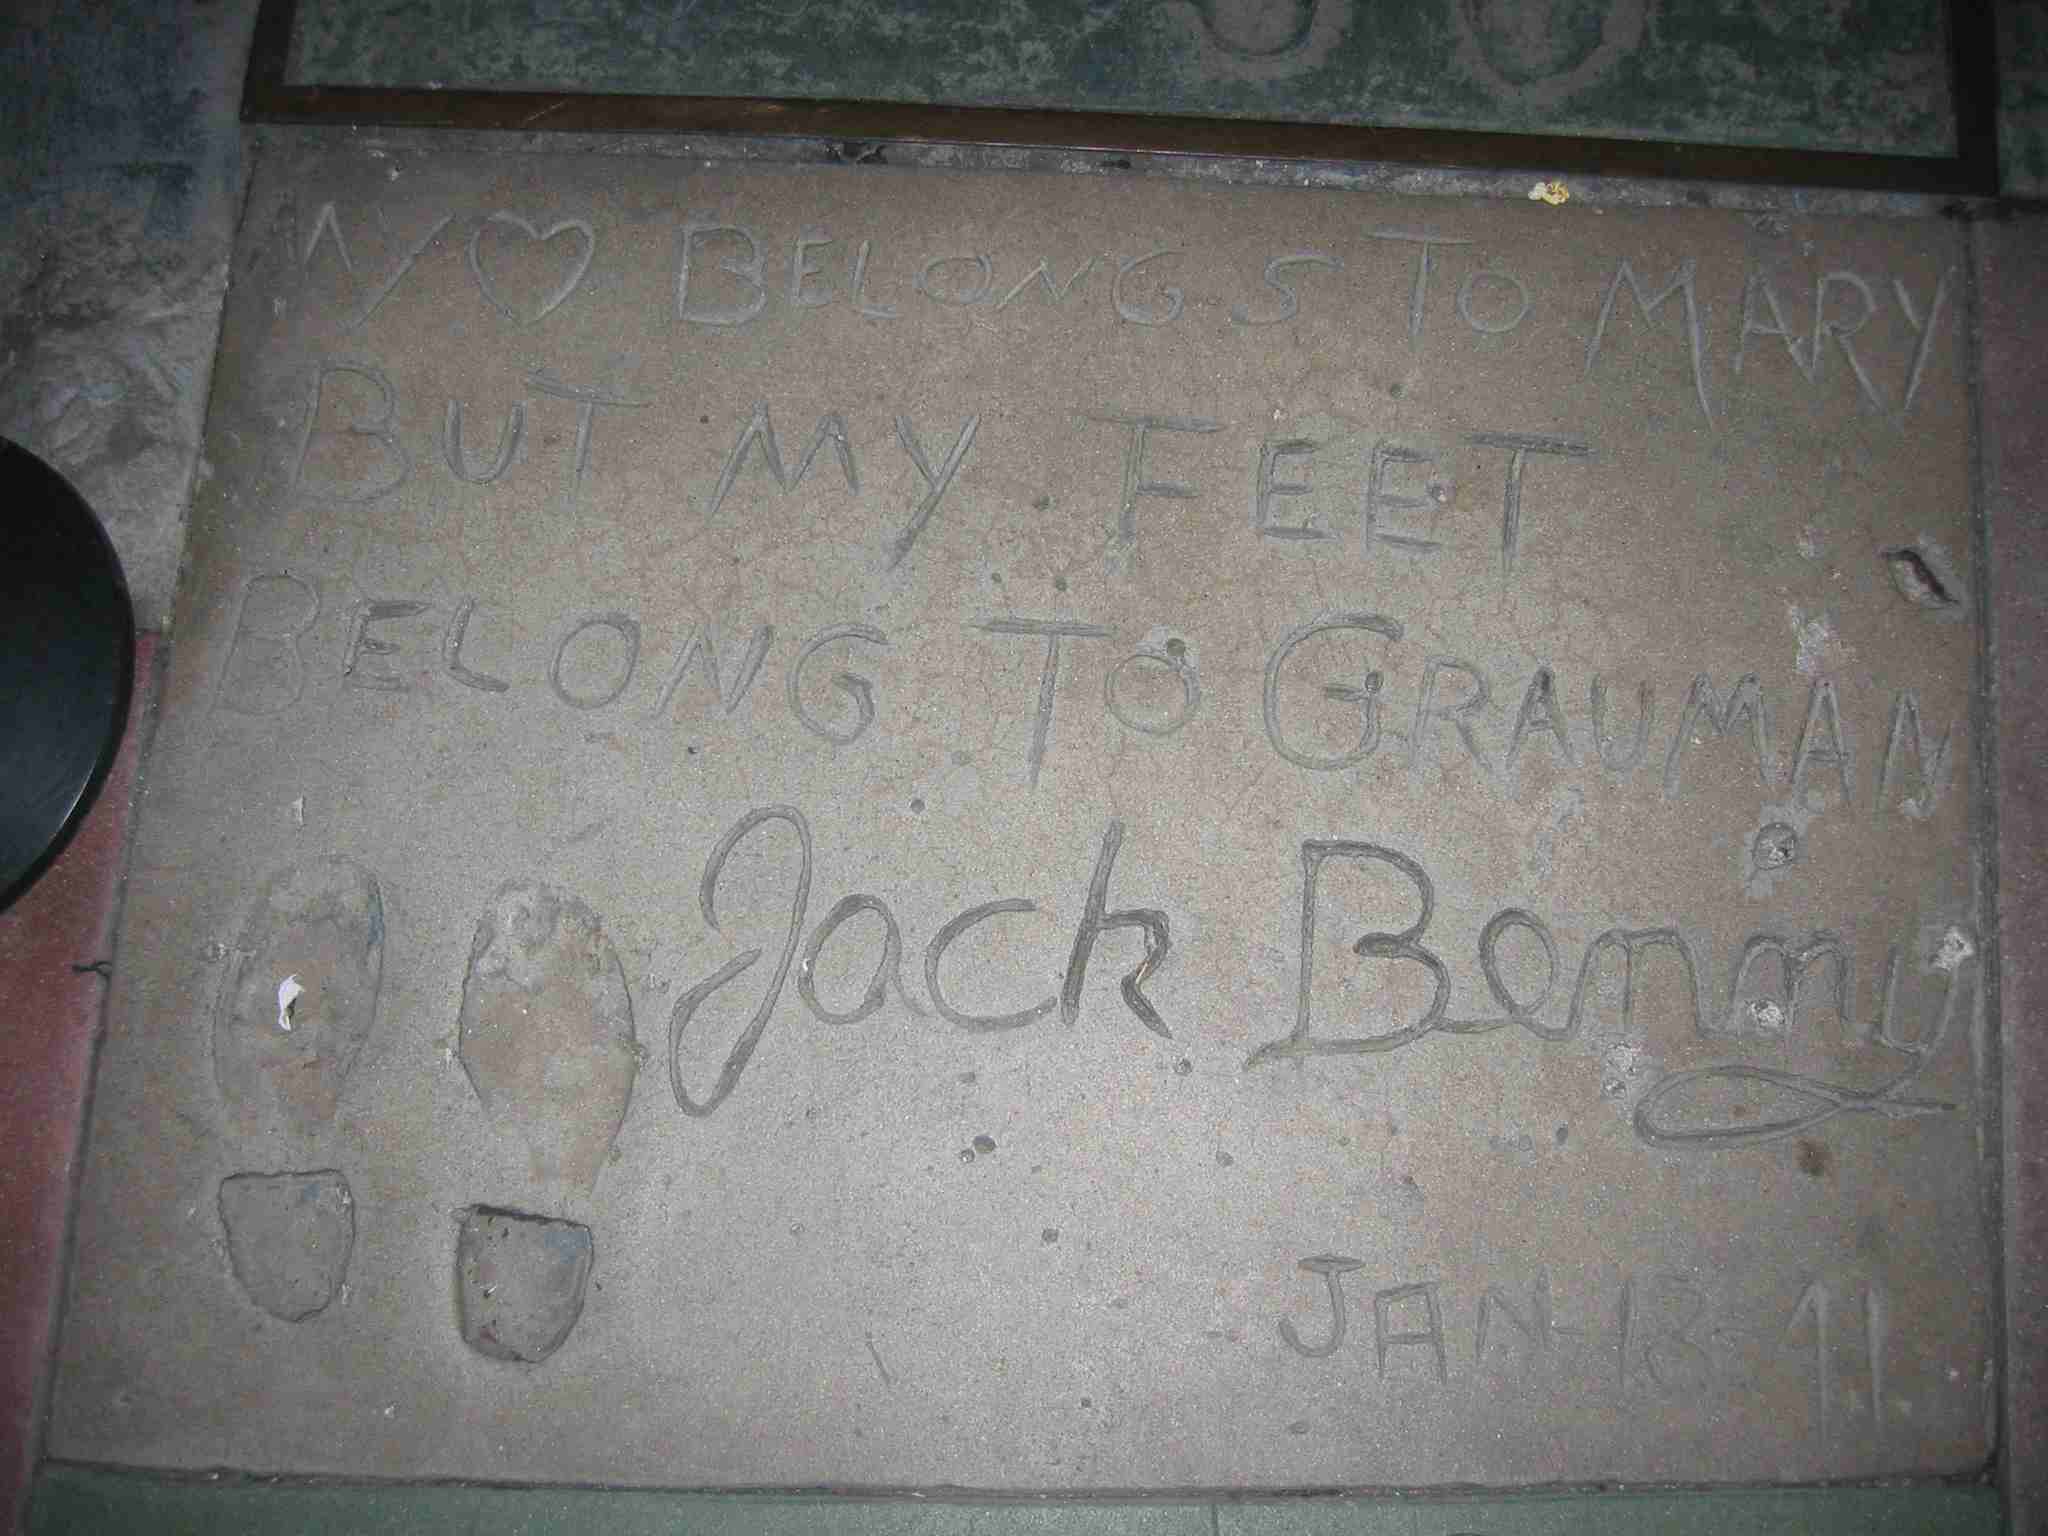 MY ♥ BELONGS TO MARY
BUT MY FEET
BELONG TO GRAUMAN
Jack Benny
JAN-13-41